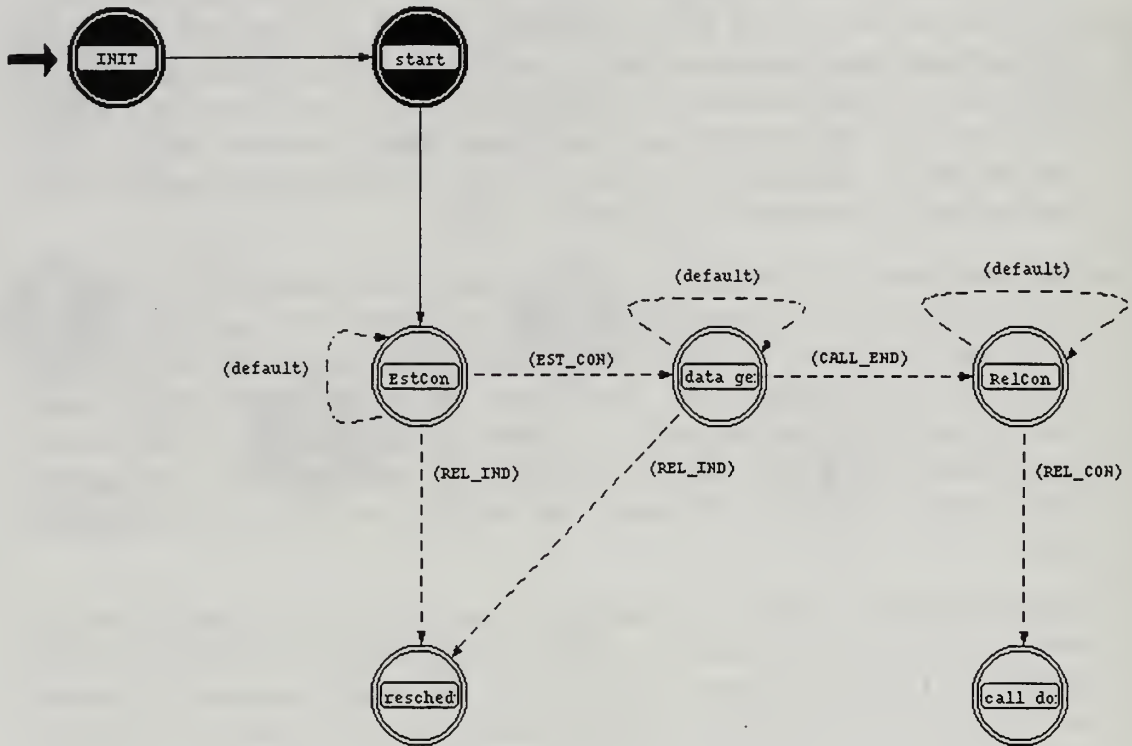 INIT
start
(default)
(default)
(default)
EstCon
(EST_CON)
data ge
(CALL_END)
RelCon
(REL_IND)
(REL_IND)
(REL_CON)
resched
call do